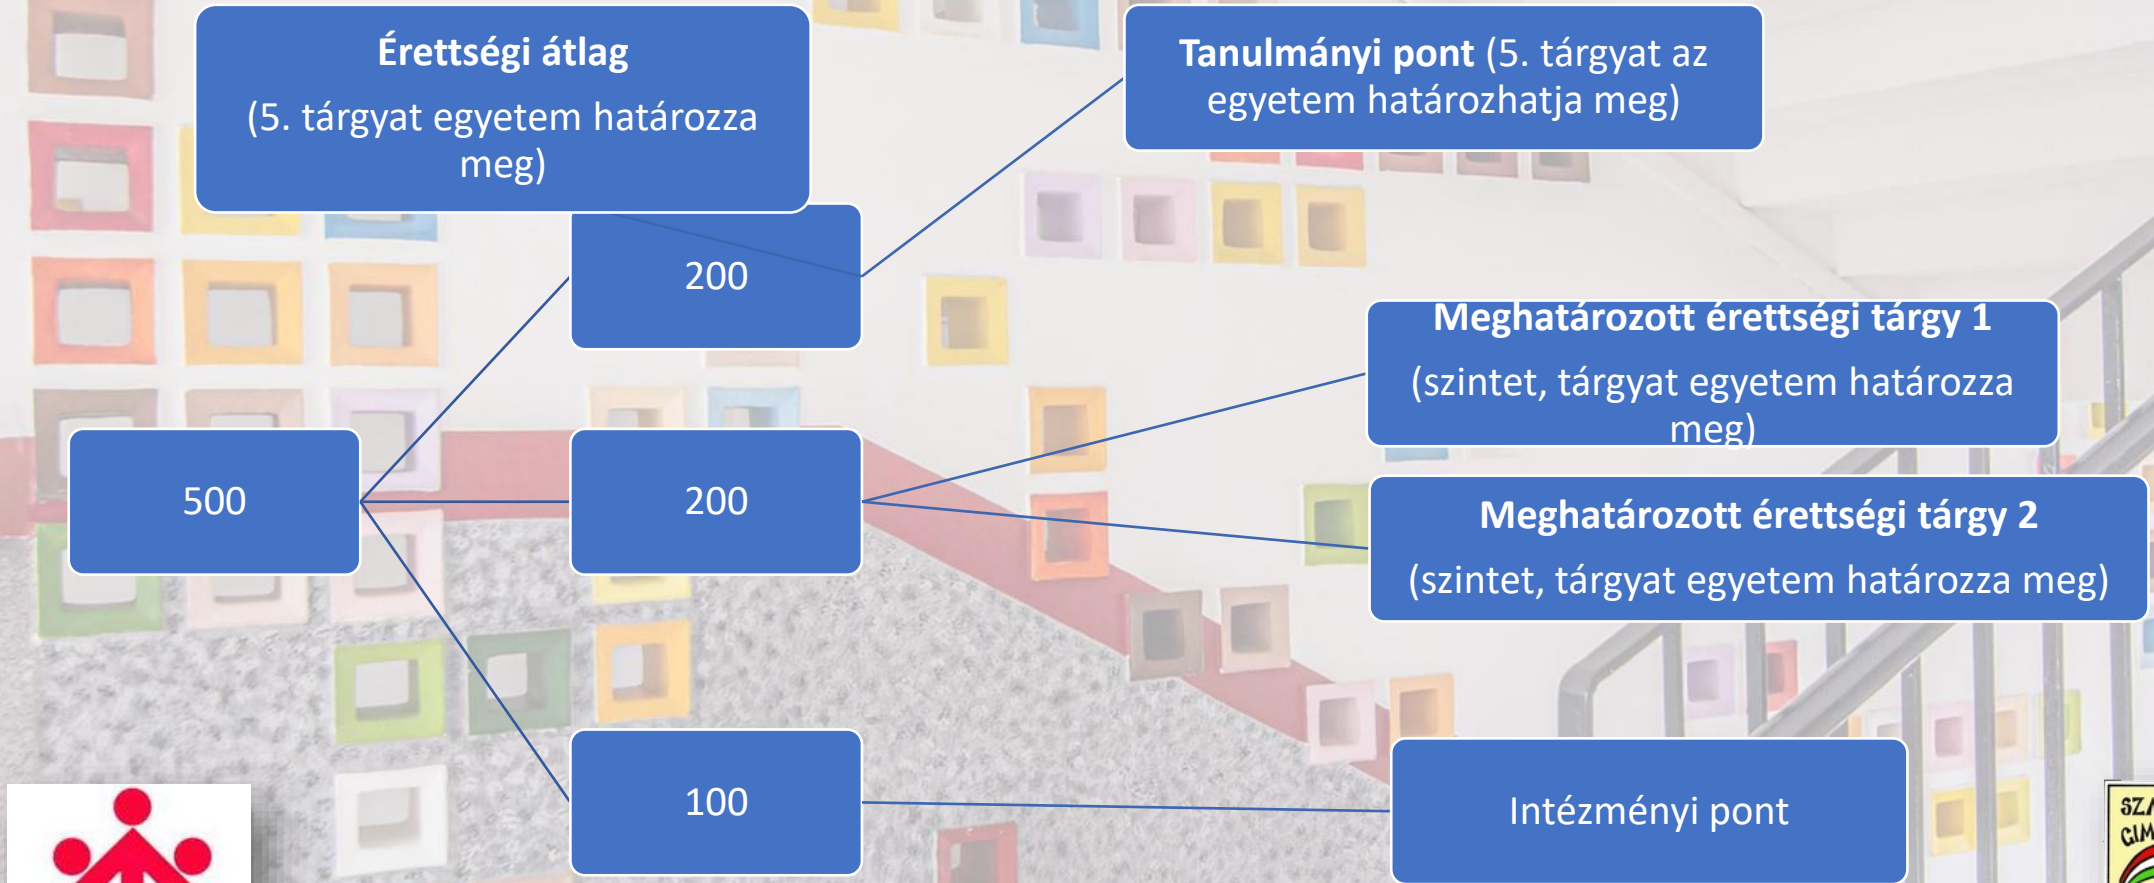 Érettségi átlag
(5. tárgyat egyetem határozza
meg)
Tanulmányi pont (5. tárgyat az
egyetem határozhatja meg)
200
Meghatározott érettségi tárgy 1
(szintet, tárgyat egyetem határozza
meg)
500
200
Meghatározott érettségi tárgy 2
(szintet, tárgyat egyetem határozza meg)
100
Intézményi pont